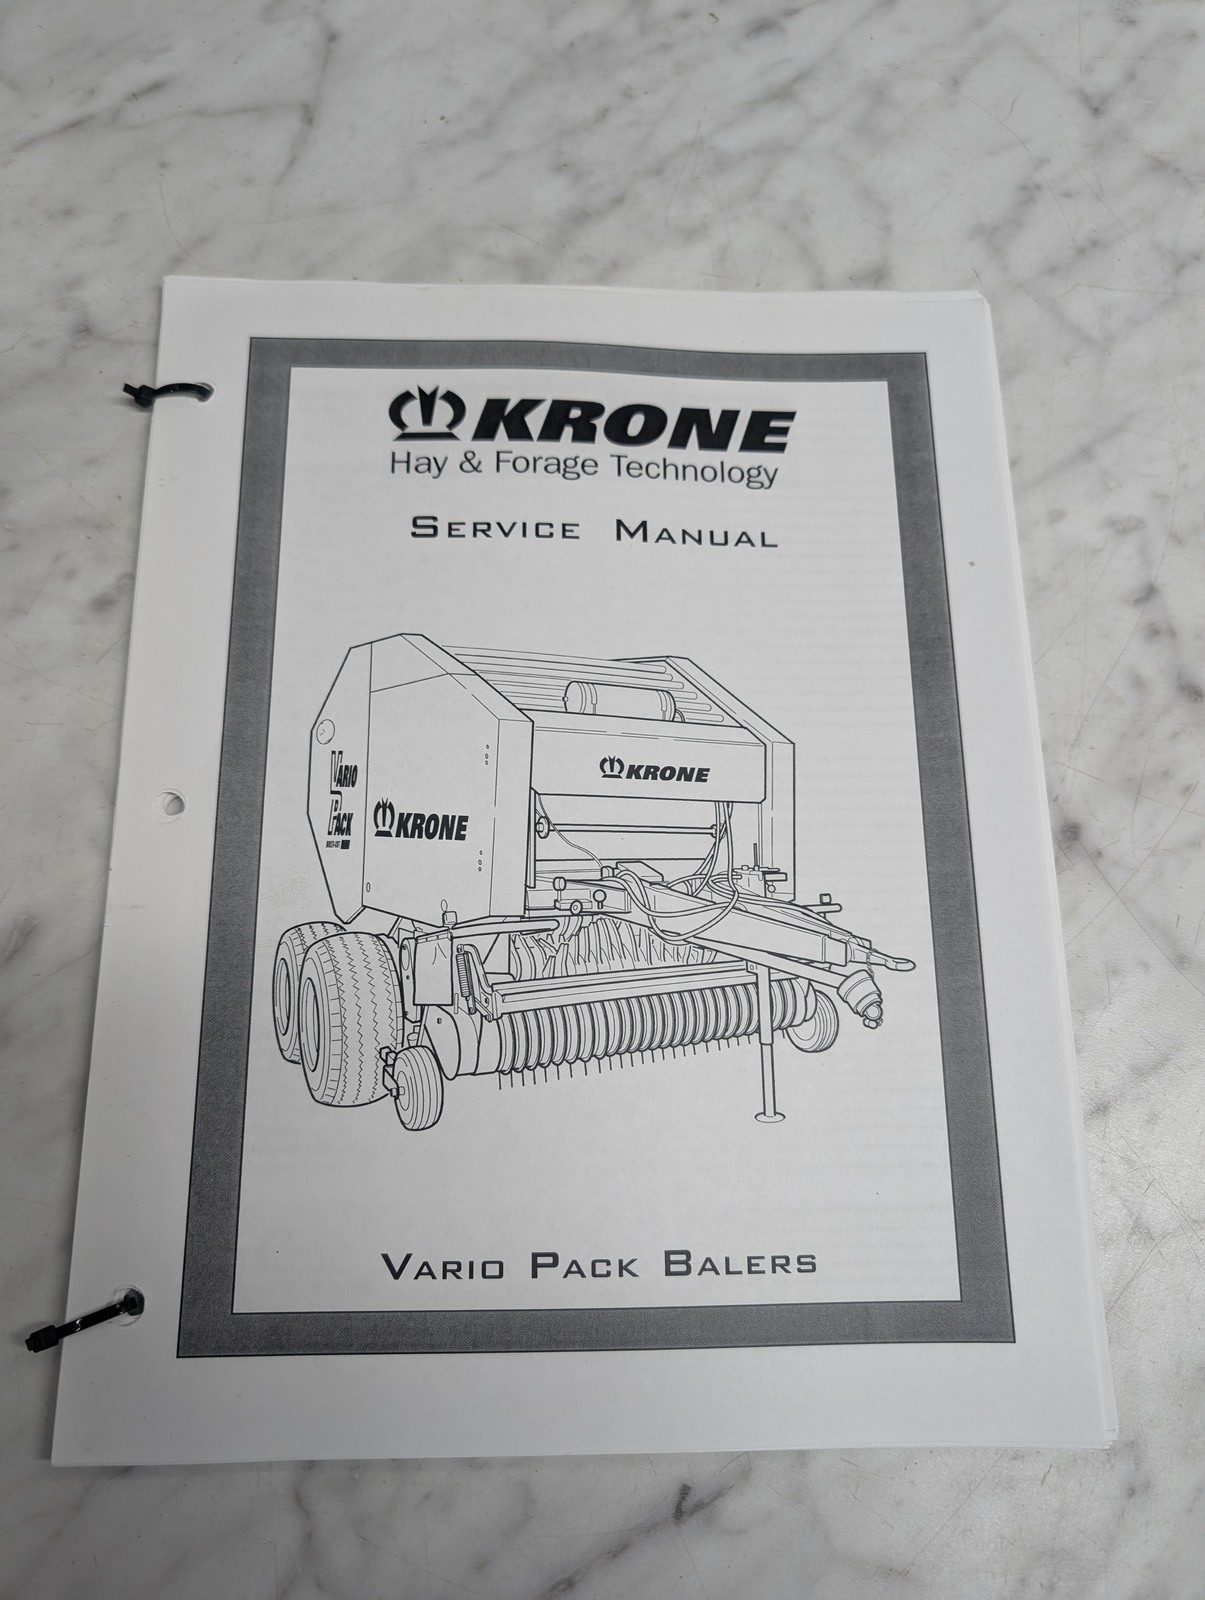 KRONE
Hay & Forage Technology
SERVICE MANUAL
KRONE
VARIO
PACK
KRONE
VARIO PACK BALERS